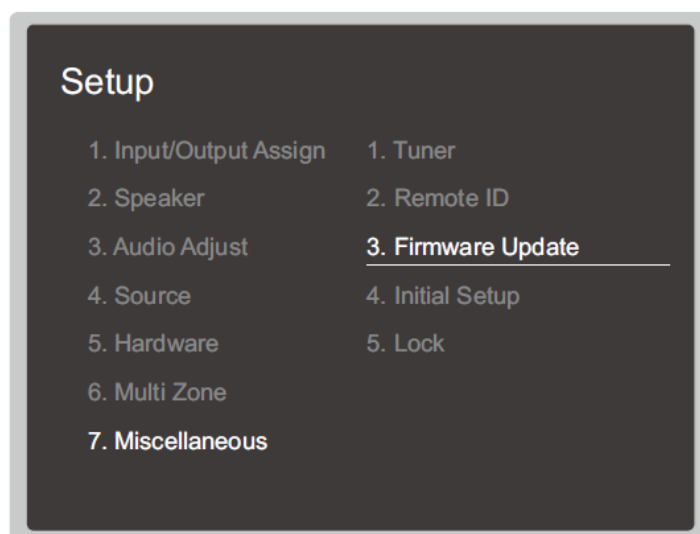 Setup
1. Input/Output Assign
2. Speaker
3. Audio Adjust
4. Source
5. Hardware
6. Multi Zone
7. Miscellaneous
1. Tuner
2. Remote ID
3. Firmware Update
4. Initial Setup
5. Lock